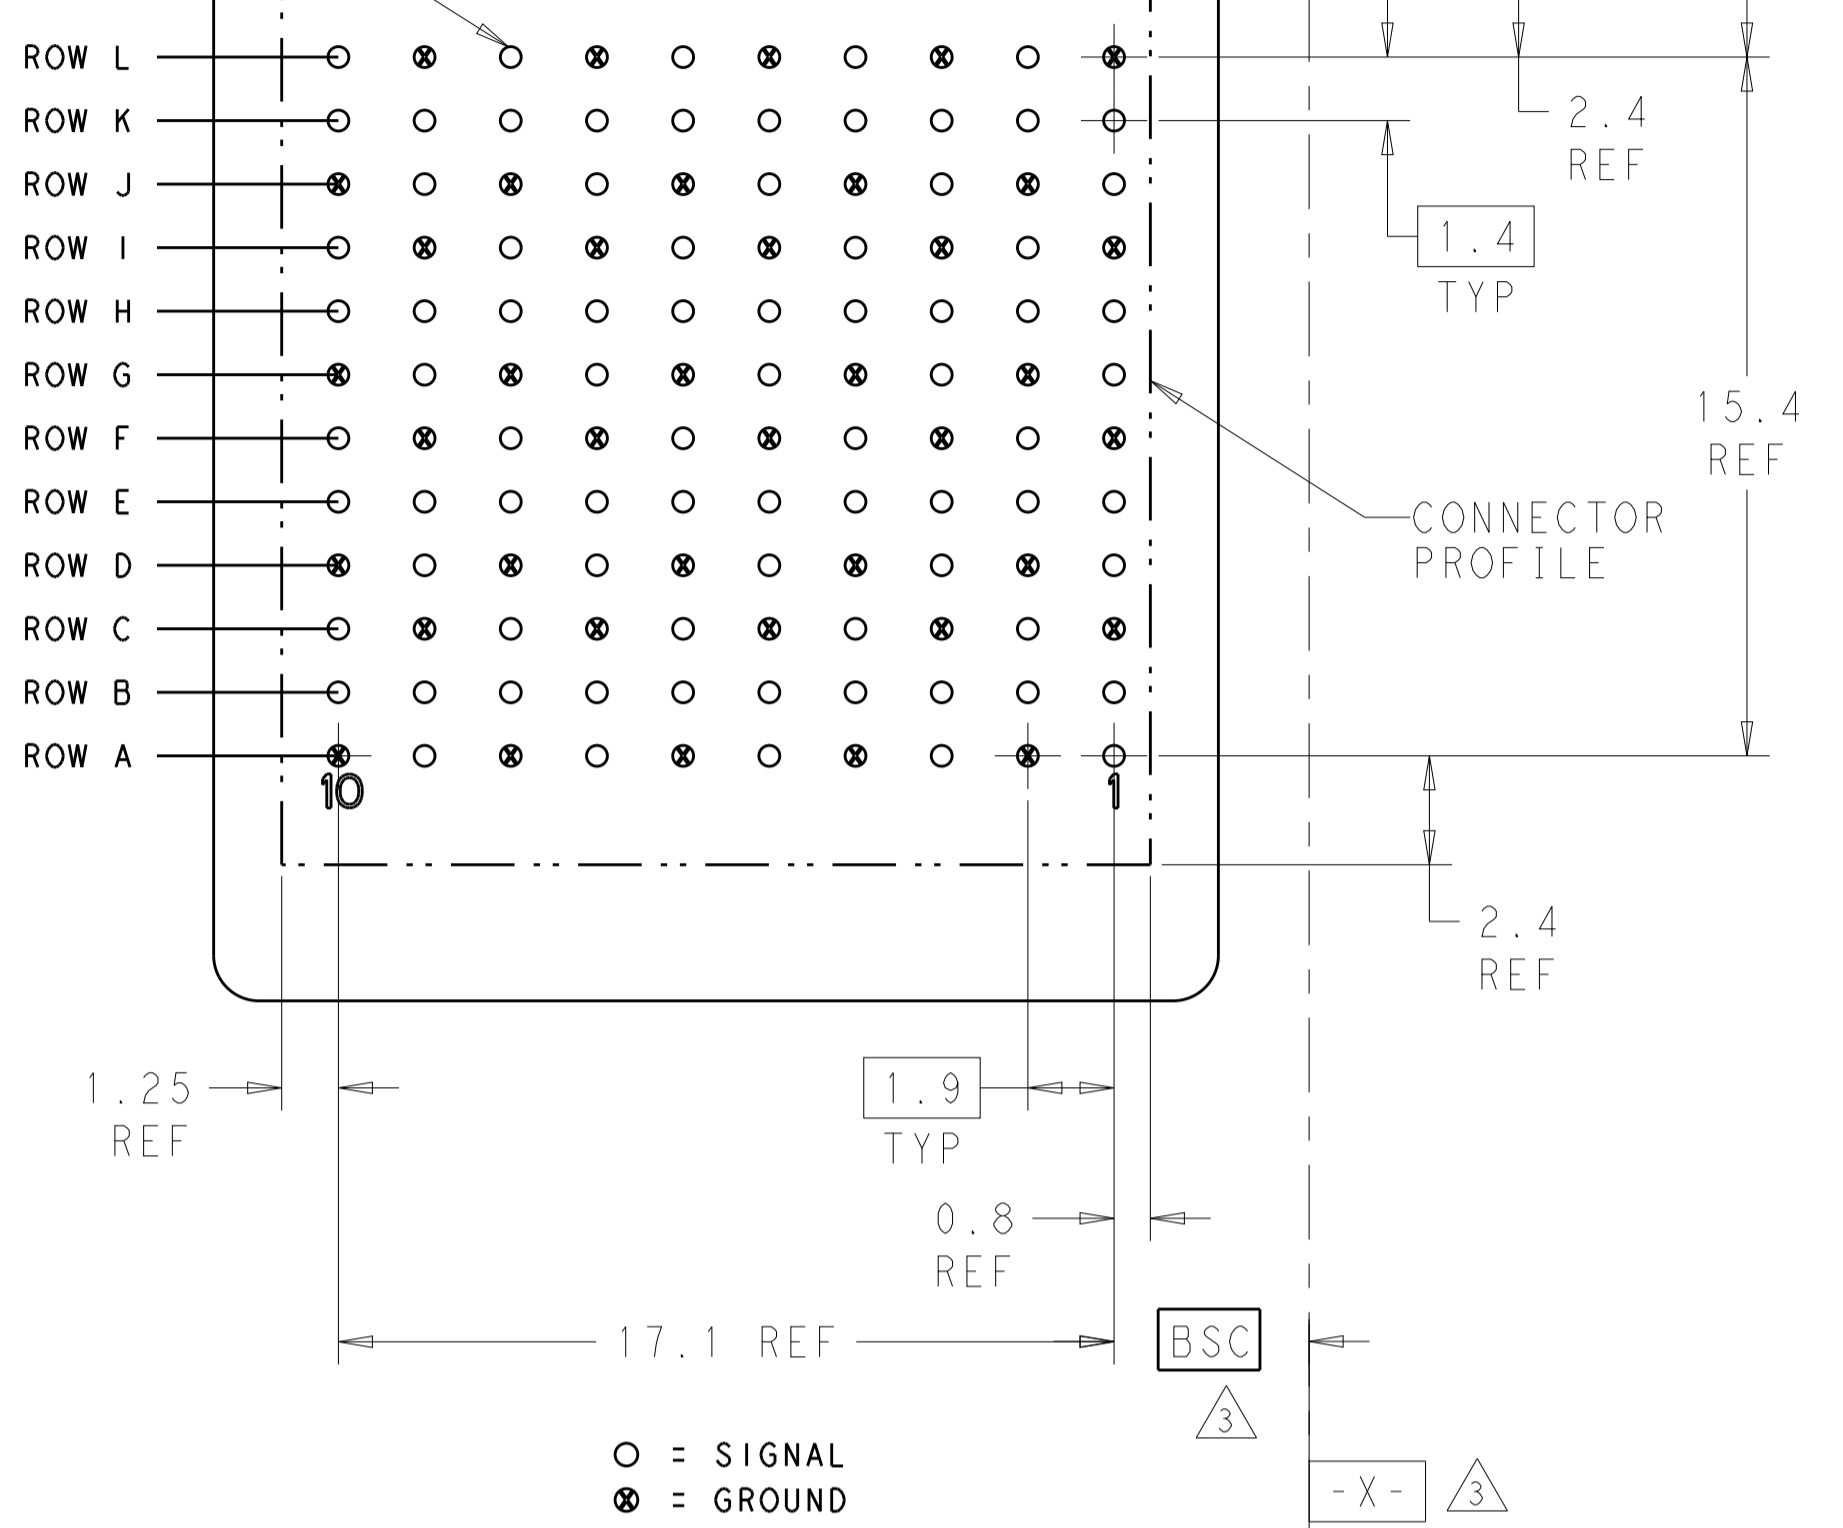 ROW L
ROW K
2.4
REF
ROW J
ROW I
1.4
TYP
ROW H
ROW G
15.4
REF
ROW F
ROW E
CONNECTOR
PROFILE
ROW D
ROW C
ROW B
ROW A
10
1
2.4
REF
1.25
REF
1.9
TYP
0.8
REF
17.1 REF
BSC
3
O = SIGNAL
⊗ = GROUND
-X-
3